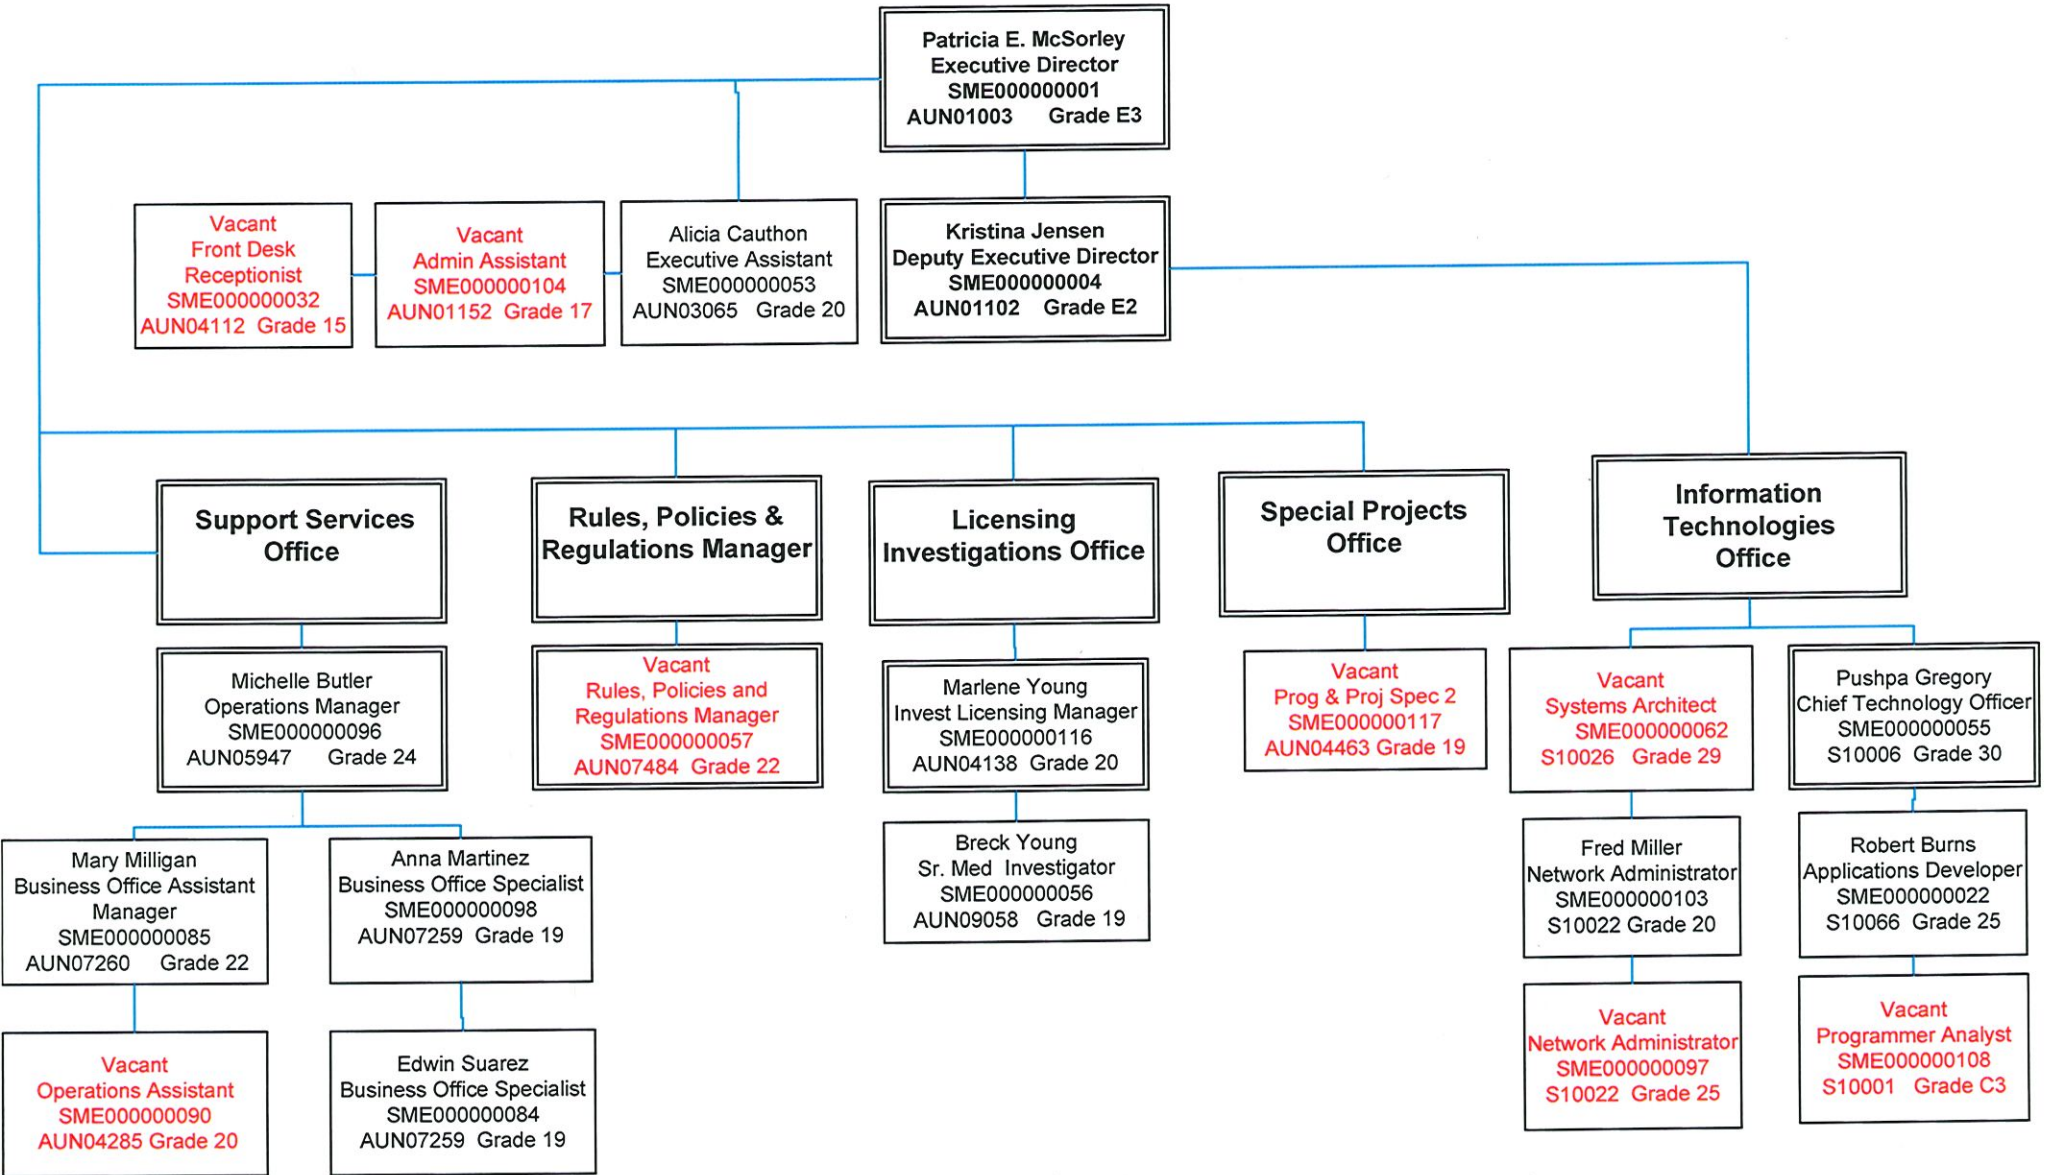 Patricia E. McSorley
Executive Director
SME000000001
AUN01003 Grade E3
Vacant
Front Desk
Receptionist
SME000000032
AUN04112 Grade 15
Vacant
Admin Assistant
SME000000104
AUN01152 Grade 17
Alicia Cauthon
Executive Assistant
SME000000053
AUN03065 Grade 20
Kristina Jensen
Deputy Executive Director
SME000000004
AUN01102 Grade E2
Support Services
Office
Rules, Policies &
Regulations Manager
Licensing
Investigations Office
Special Projects
Office
Information
Technologies
Office
Michelle Butler
Operations Manager
SME000000096
AUN05947 Grade 24
Vacant
Rules, Policies and
Regulations Manager
SME000000057
AUN07484 Grade 22
Marlene Young
Invest Licensing Manager
SME000000116
AUN04138 Grade 20
Vacant
Prog & Proj Spec 2
SME000000117
AUN04463 Grade 19
Vacant
Systems Architect
SME000000062
S10026 Grade 29
Pushpa Gregory
Chief Technology Officer
SME000000055
S10006 Grade 30
Mary Milligan
Business Office Assistant
Manager
SME000000085
AUN07260 Grade 22
Anna Martinez
Business Office Specialist
SME000000098
AUN07259 Grade 19
Breck Young
Sr. Med Investigator
SME000000056
AUN09058 Grade 19
Fred Miller
Network Administrator
SME000000103
S10022 Grade 20
Robert Burns
Applications Developer
SME000000022
S10066 Grade 25
Vacant
Operations Assistant
SME000000090
AUN04285 Grade 20
Edwin Suarez
Business Office Specialist
SME000000084
AUN07259 Grade 19
Vacant
Network Administrator
SME000000097
S10022 Grade 25
Vacant
Programmer Analyst
SME000000108
S10001 Grade C3